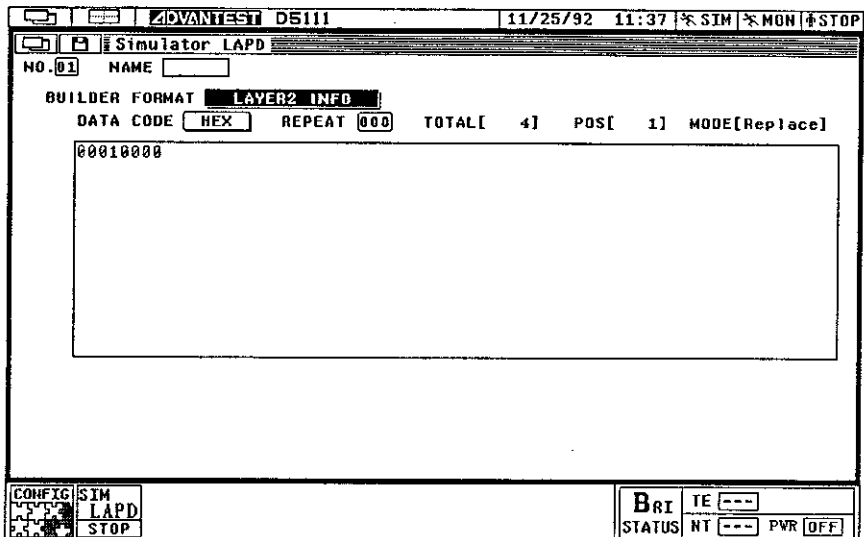 ADVANTEST D5111 11/25/92 11:37 SIM MON STOP
Simulator LAPD
NO.01 NAME
BUILDER FORMAT LAYER2 INFO
DATA CODE HEX REPEAT 000 TOTAL[ 4] POS[ 1] MODE[Replace]
00010000
CONFIG SIM LAPD STOP
BRI STATUS TE --- NT --- PWR OFF